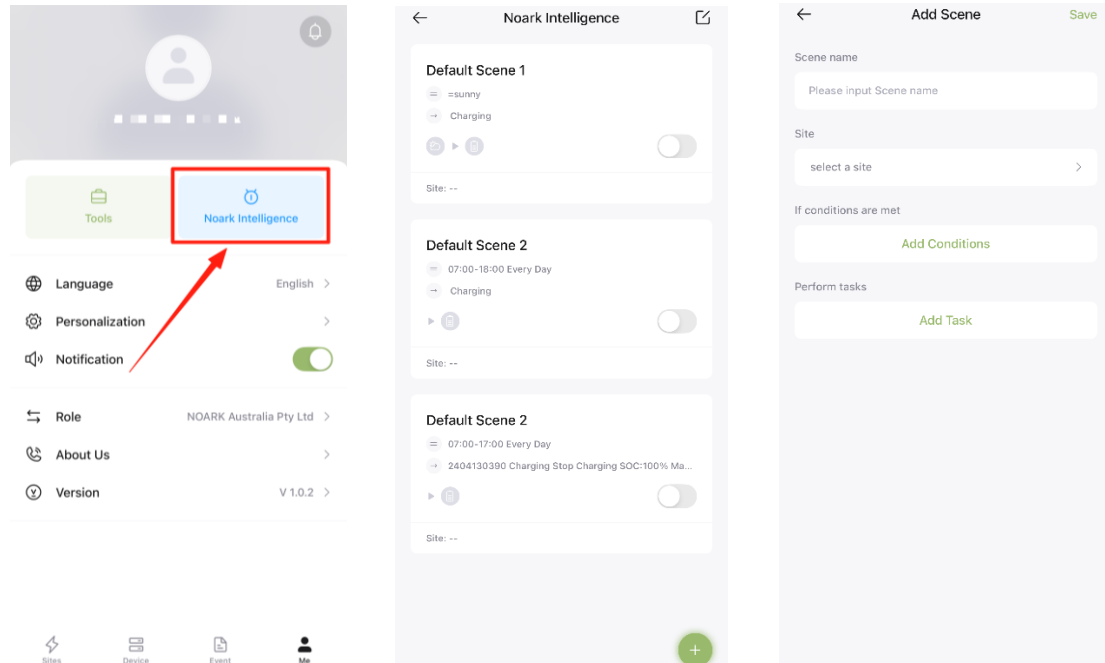 Tools
Noark Intelligence
Language
English
Personalization
Notification
Role
NOARK Australia Pty Ltd
About Us
Version
V 1.0.2
Sites
Device
Event
Me
Noark Intelligence
Default Scene 1
=sunny
Charging
Site: --
Default Scene 2
07:00-18:00 Every Day
Charging
Site: --
Default Scene 2
07:00-17:00 Every Day
2404130390 Charging Stop Charging SOC:100% Ma...
Site: --
Add Scene
Save
Scene name
Please input Scene name
Site
select a site
If conditions are met
Add Conditions
Perform tasks
Add Task